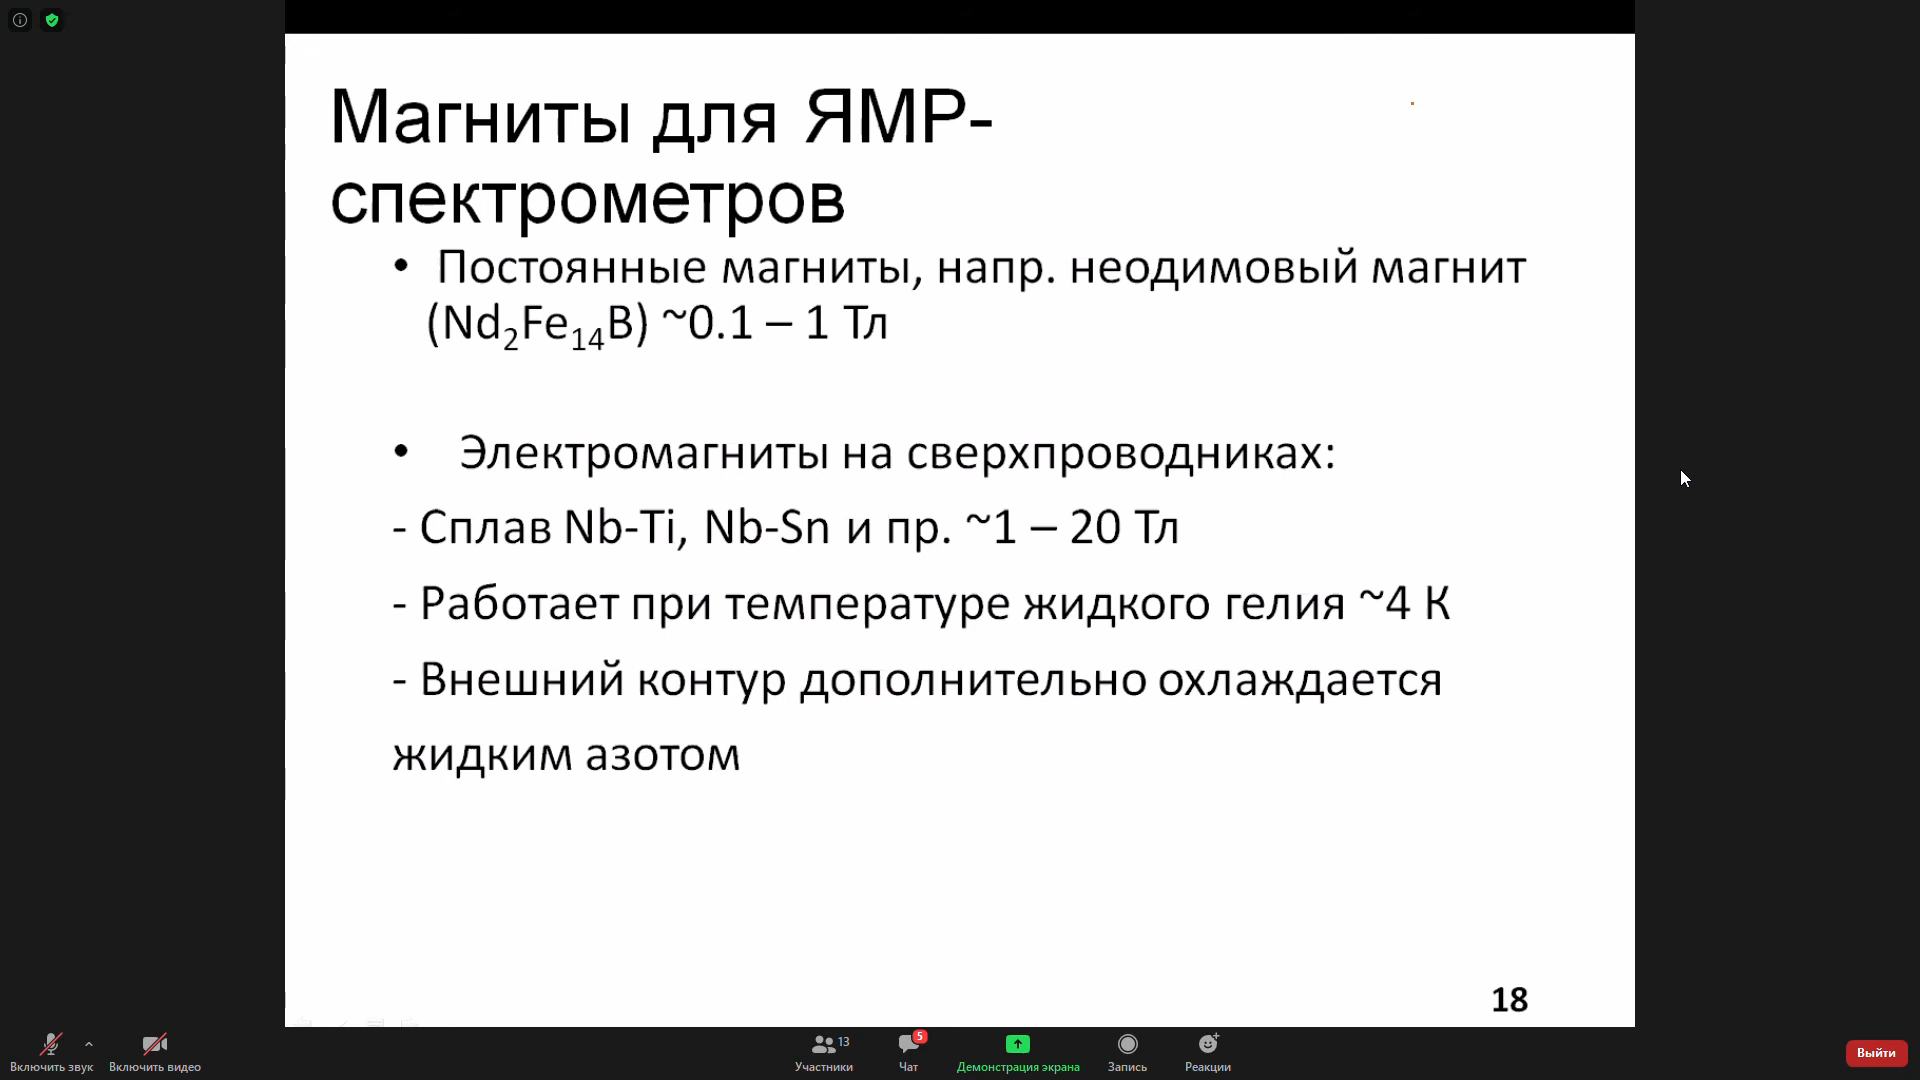 Магниты для ЯМР-
спектрометров
• Постоянные магниты, напр. неодимовый магнит
(Nd₂Fe₁₄B) ~0.1 – 1 Тл
• Электромагниты на сверхпроводниках:
- Сплав Nb-Ti, Nb-Sn и пр. ~1 – 20 Тл
- Работает при температуре жидкого гелия ~4 К
- Внешний контур дополнительно охлаждается
жидким азотом
18
Включить звук
Включить видео
13
Участники
5
Чат
Демонстрация экрана
Запись
Реакции
Выйти